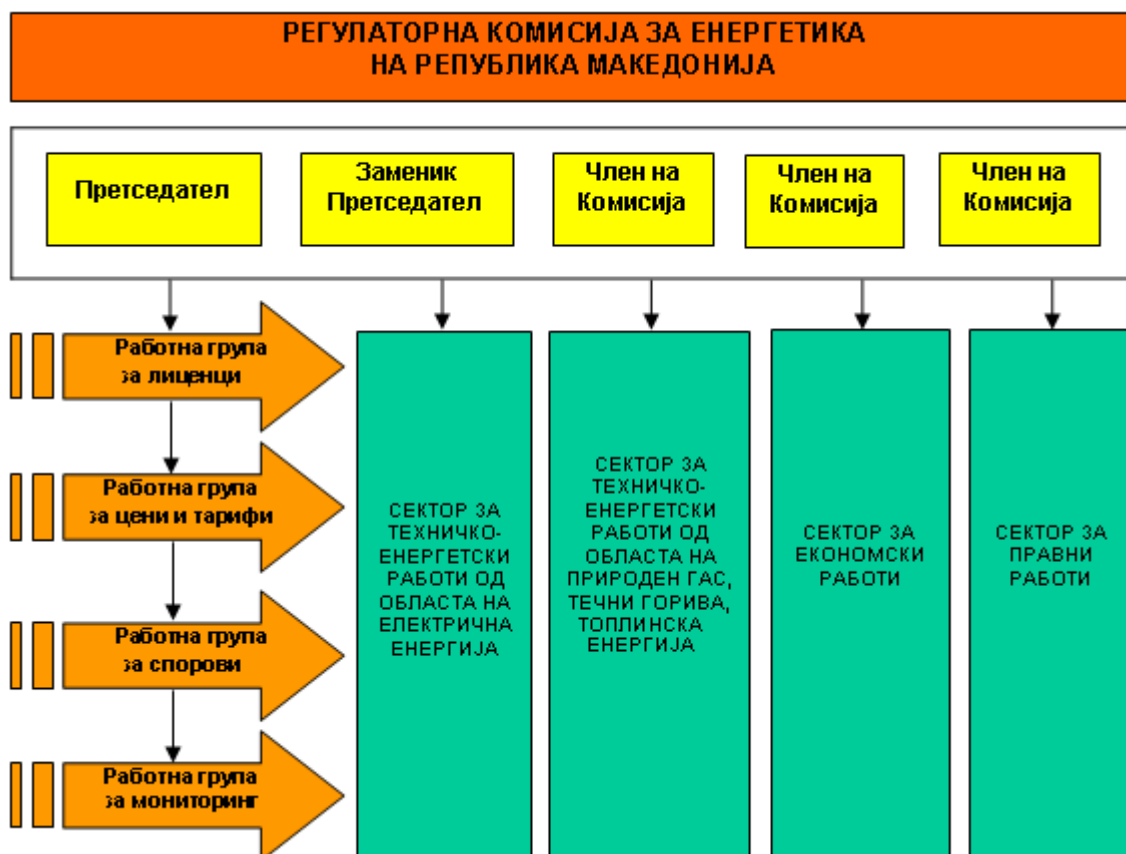 РЕГУЛАТОРНА КОМИСИЈА ЗА ЕНЕРГЕТИКА
НА РЕПУБЛИКА МАКЕДОНИЈА
Претседател
Заменик
Претседател
Член на
Комисија
Член на
Комисија
Член на
Комисија
Работна група
за лиценци
Работна група
за цени и тарифи
Работна група
за спорови
Работна група
за мониторинг
СЕКТОР ЗА
ТЕХНИЧКО-
ЕНЕРГЕТСКИ
РАБОТИ ОД
ОБЛАСТА НА
ЕЛЕКТРИЧНА
ЕНЕРГИЈА
СЕКТОР ЗА
ТЕХНИЧКО-
ЕНЕРГЕТСКИ
РАБОТИ ОД
ОБЛАСТА НА
ПРИРОДЕН ГАС,
ТЕЧНИ ГОРИВА,
ТОПЛИНСКА
ЕНЕРГИЈА
СЕКТОР ЗА
ЕКОНОМСКИ
РАБОТИ
СЕКТОР ЗА
ПРАВНИ
РАБОТИ